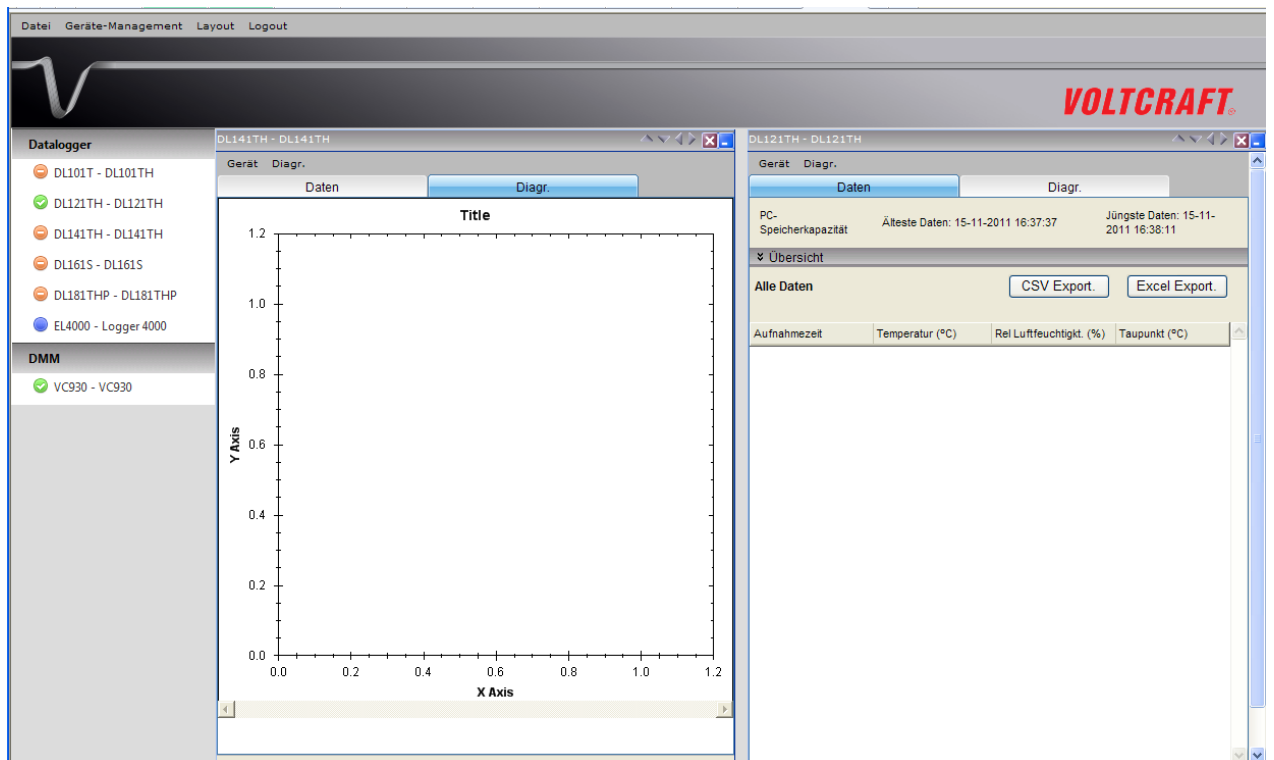 Datei Geräte-Management Layout Logout
VOLTCRAFT®
Datalogger
DL101T - DL101TH
DL121TH - DL121TH
DL141TH - DL141TH
DL161S - DL161S
DL181THP - DL181THP
EL4000 - Logger 4000
DMM
VC930 - VC930
DL141TH - DL141TH
Gerät Diagr.
Daten Diagr.
Title
1.2
1.0
0.8
0.6
0.4
0.2
0.0
Y Axis
0.0 0.2 0.4 0.6 0.8 1.0 1.2
X Axis
DL121TH - DL121TH
Gerät Diagr.
Daten Diagr.
PC-
Speicherkapazität
Älteste Daten: 15-11-2011 16:37:37
Jüngste Daten: 15-11-
2011 16:38:11
Übersicht
Alle Daten CSV Export. Excel Export.
Aufnahmezeit Temperatur (ºC) Rel Luftfeuchtigkt. (%) Taupunkt (ºC)